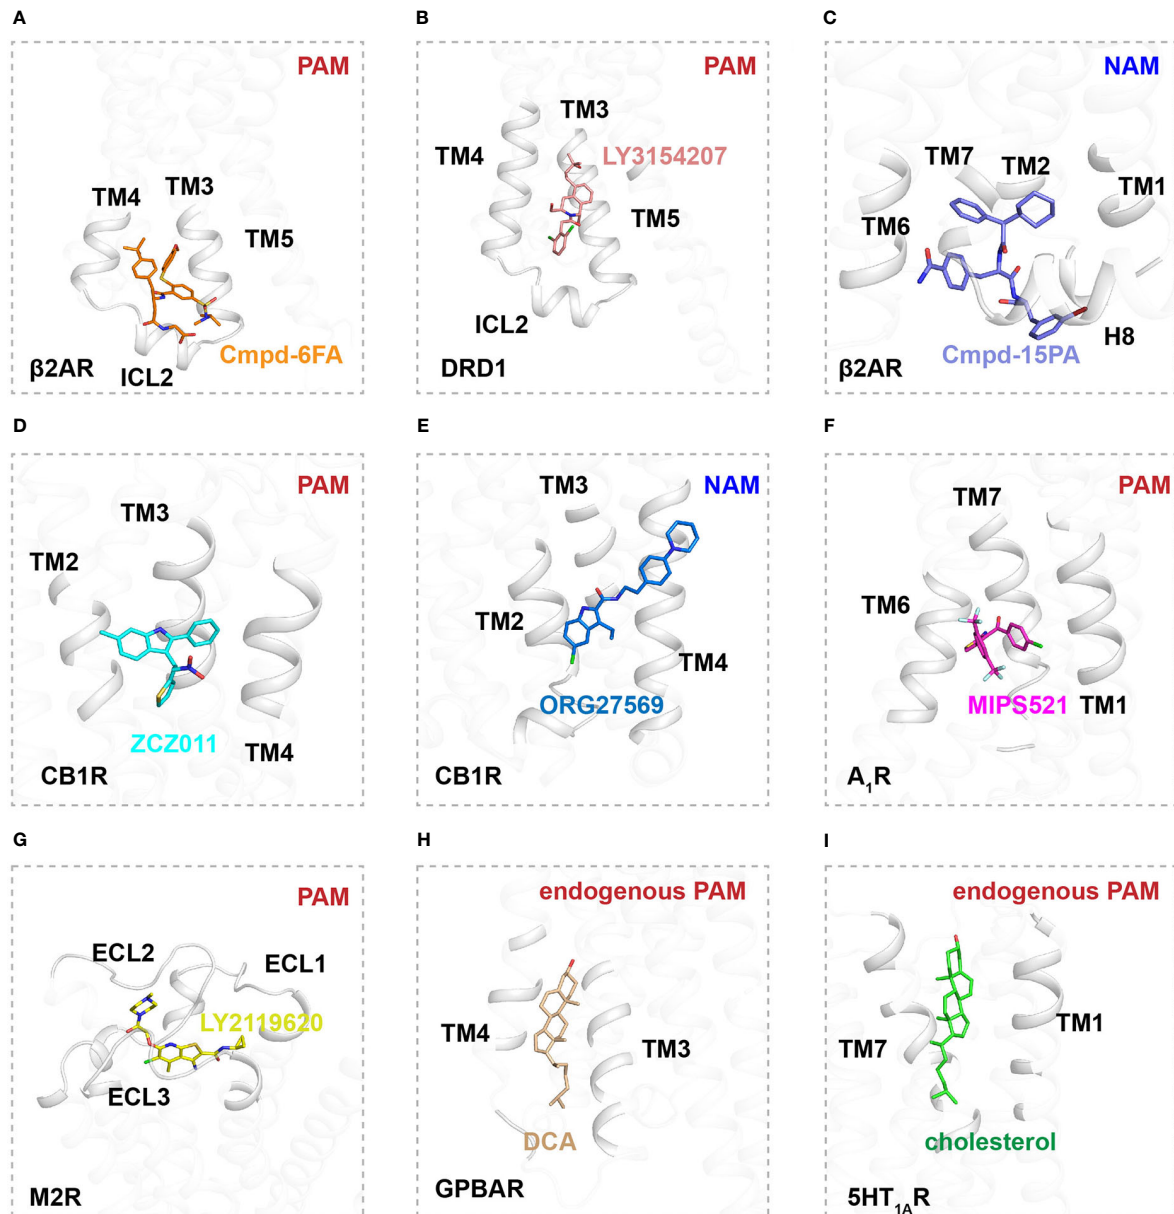 A
PAM
TM4
TM3
TM5
Cmpd-6FA
β2AR
ICL2
B
PAM
TM3
TM4
LY3154207
TM5
ICL2
DRD1
C
NAM
TM7
TM2
TM1
TM6
H8
Cmpd-15PA
β2AR
D
PAM
TM3
TM2
ZCZ011
TM4
CB1R
E
NAM
TM3
TM2
TM4
ORG27569
CB1R
F
PAM
TM7
TM6
MIPS521
TM1
A₁R
G
PAM
ECL2
ECL1
LY2119620
ECL3
M2R
H
endogenous PAM
TM4
TM3
DCA
GPBAR
I
endogenous PAM
TM1
TM7
cholesterol
5HT₁ₐR